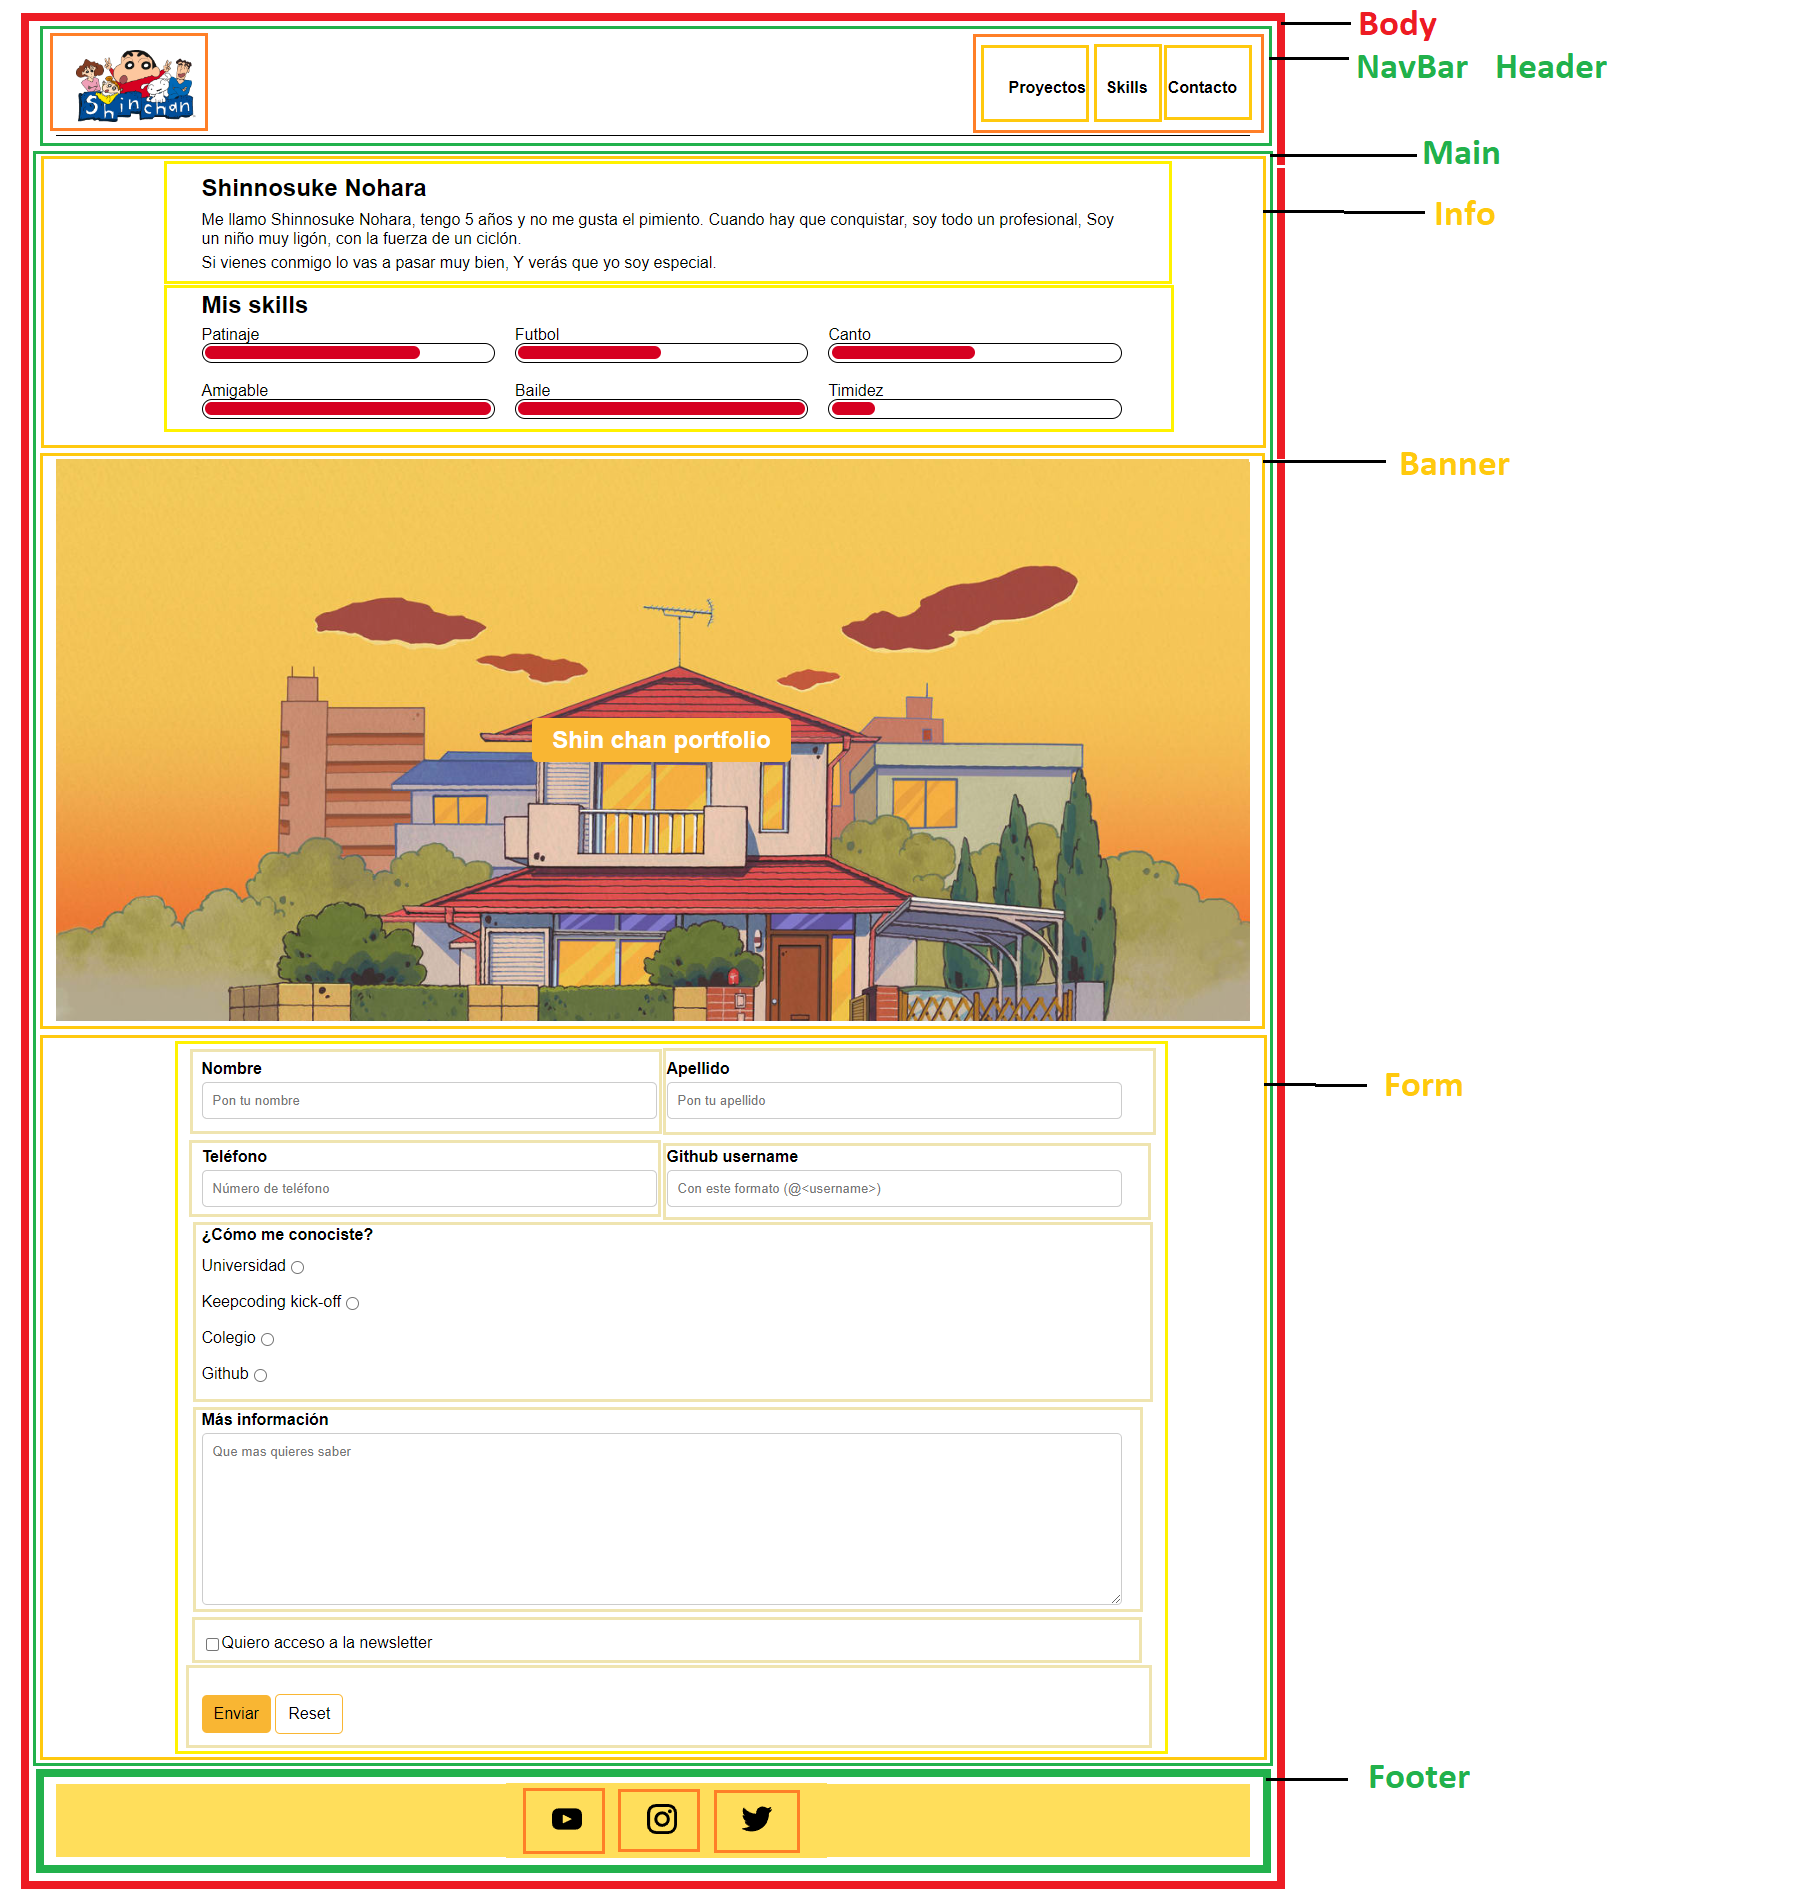 Body
NavBar Header
Shinchan
Proyectos Skills Contacto
Main
Shinnosuke Nohara
Info
Me llamo Shinnosuke Nohara, tengo 5 años y no me gusta el pimiento. Cuando hay que conquistar, soy todo un profesional, Soy
un niño muy ligón, con la fuerza de un ciclón.
Si vienes conmigo lo vas a pasar muy bien, Y verás que yo soy especial.
Mis skills
Patinaje Futbol Canto
Amigable Baile Timidez
Banner
Shin chan portfolio
Form
Nombre Apellido
Pon tu nombre Pon tu apellido
Teléfono Github username
Número de teléfono Con este formato (@<username>)
¿Cómo me conociste?
Universidad
Keepcoding kick-off
Colegio
Github
Más información
Que mas quieres saber
Quiero acceso a la newsletter
Enviar Reset
Footer